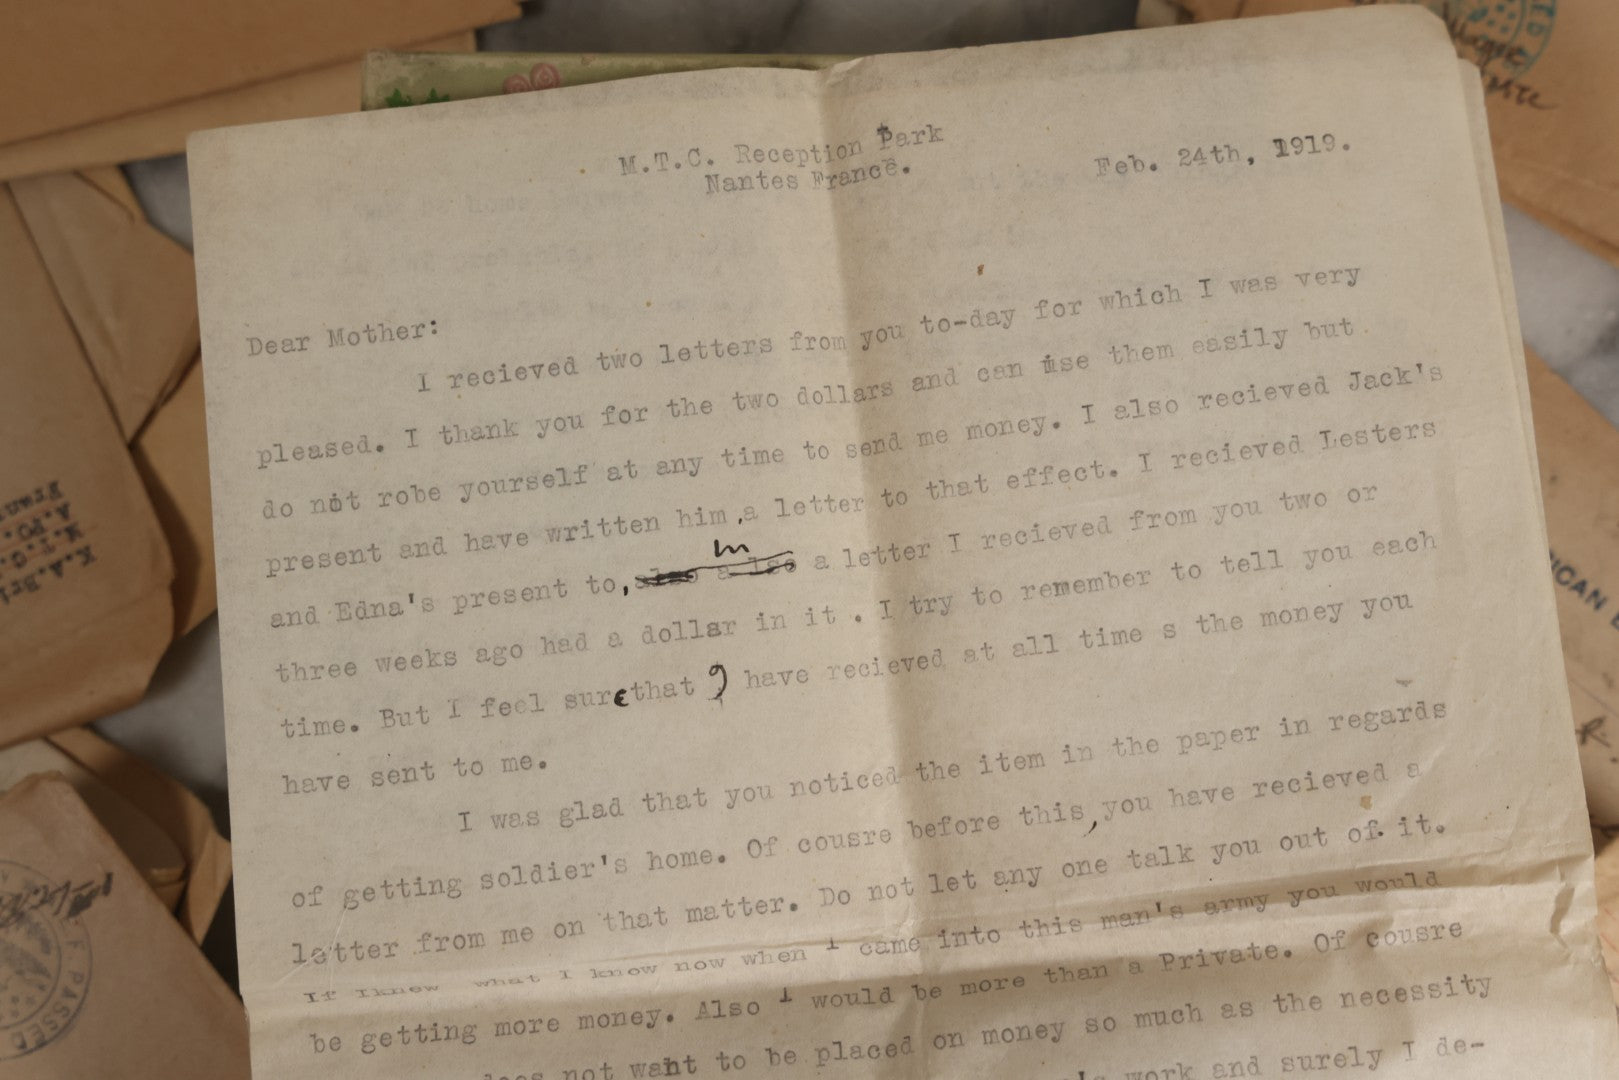 M.T.C. Reception Park
Nantes France.
Feb. 24th, 1919.
Dear Mother:
I recieved two letters from you to-day for which I was very
pleased. I thank you for the two dollars and can use them easily but
do not robe yourself at any time to send me money. I also recieved Jack's
present and have written him, a letter to that effect. I recieved Lesters
and Edna's present to, In a letter I recieved from you two or
three weeks ago had a dollar in it . I try to remember to tell you each
time. But I feel sure that I have recieved at all time s the money you
have sent to me.
I was glad that you noticed the item in the paper in regards
of getting soldier's home. Of cousre before this, you have recieved a
letter from me on that matter. Do not let any one talk you out of it.
If Iknew what I know now when I came into this man's army you would
be getting more money. Also I would be more than a Private. Of cousre
not want to be placed on money so much as the necessity
work and surely I de-
PASSED
ICAN
R.